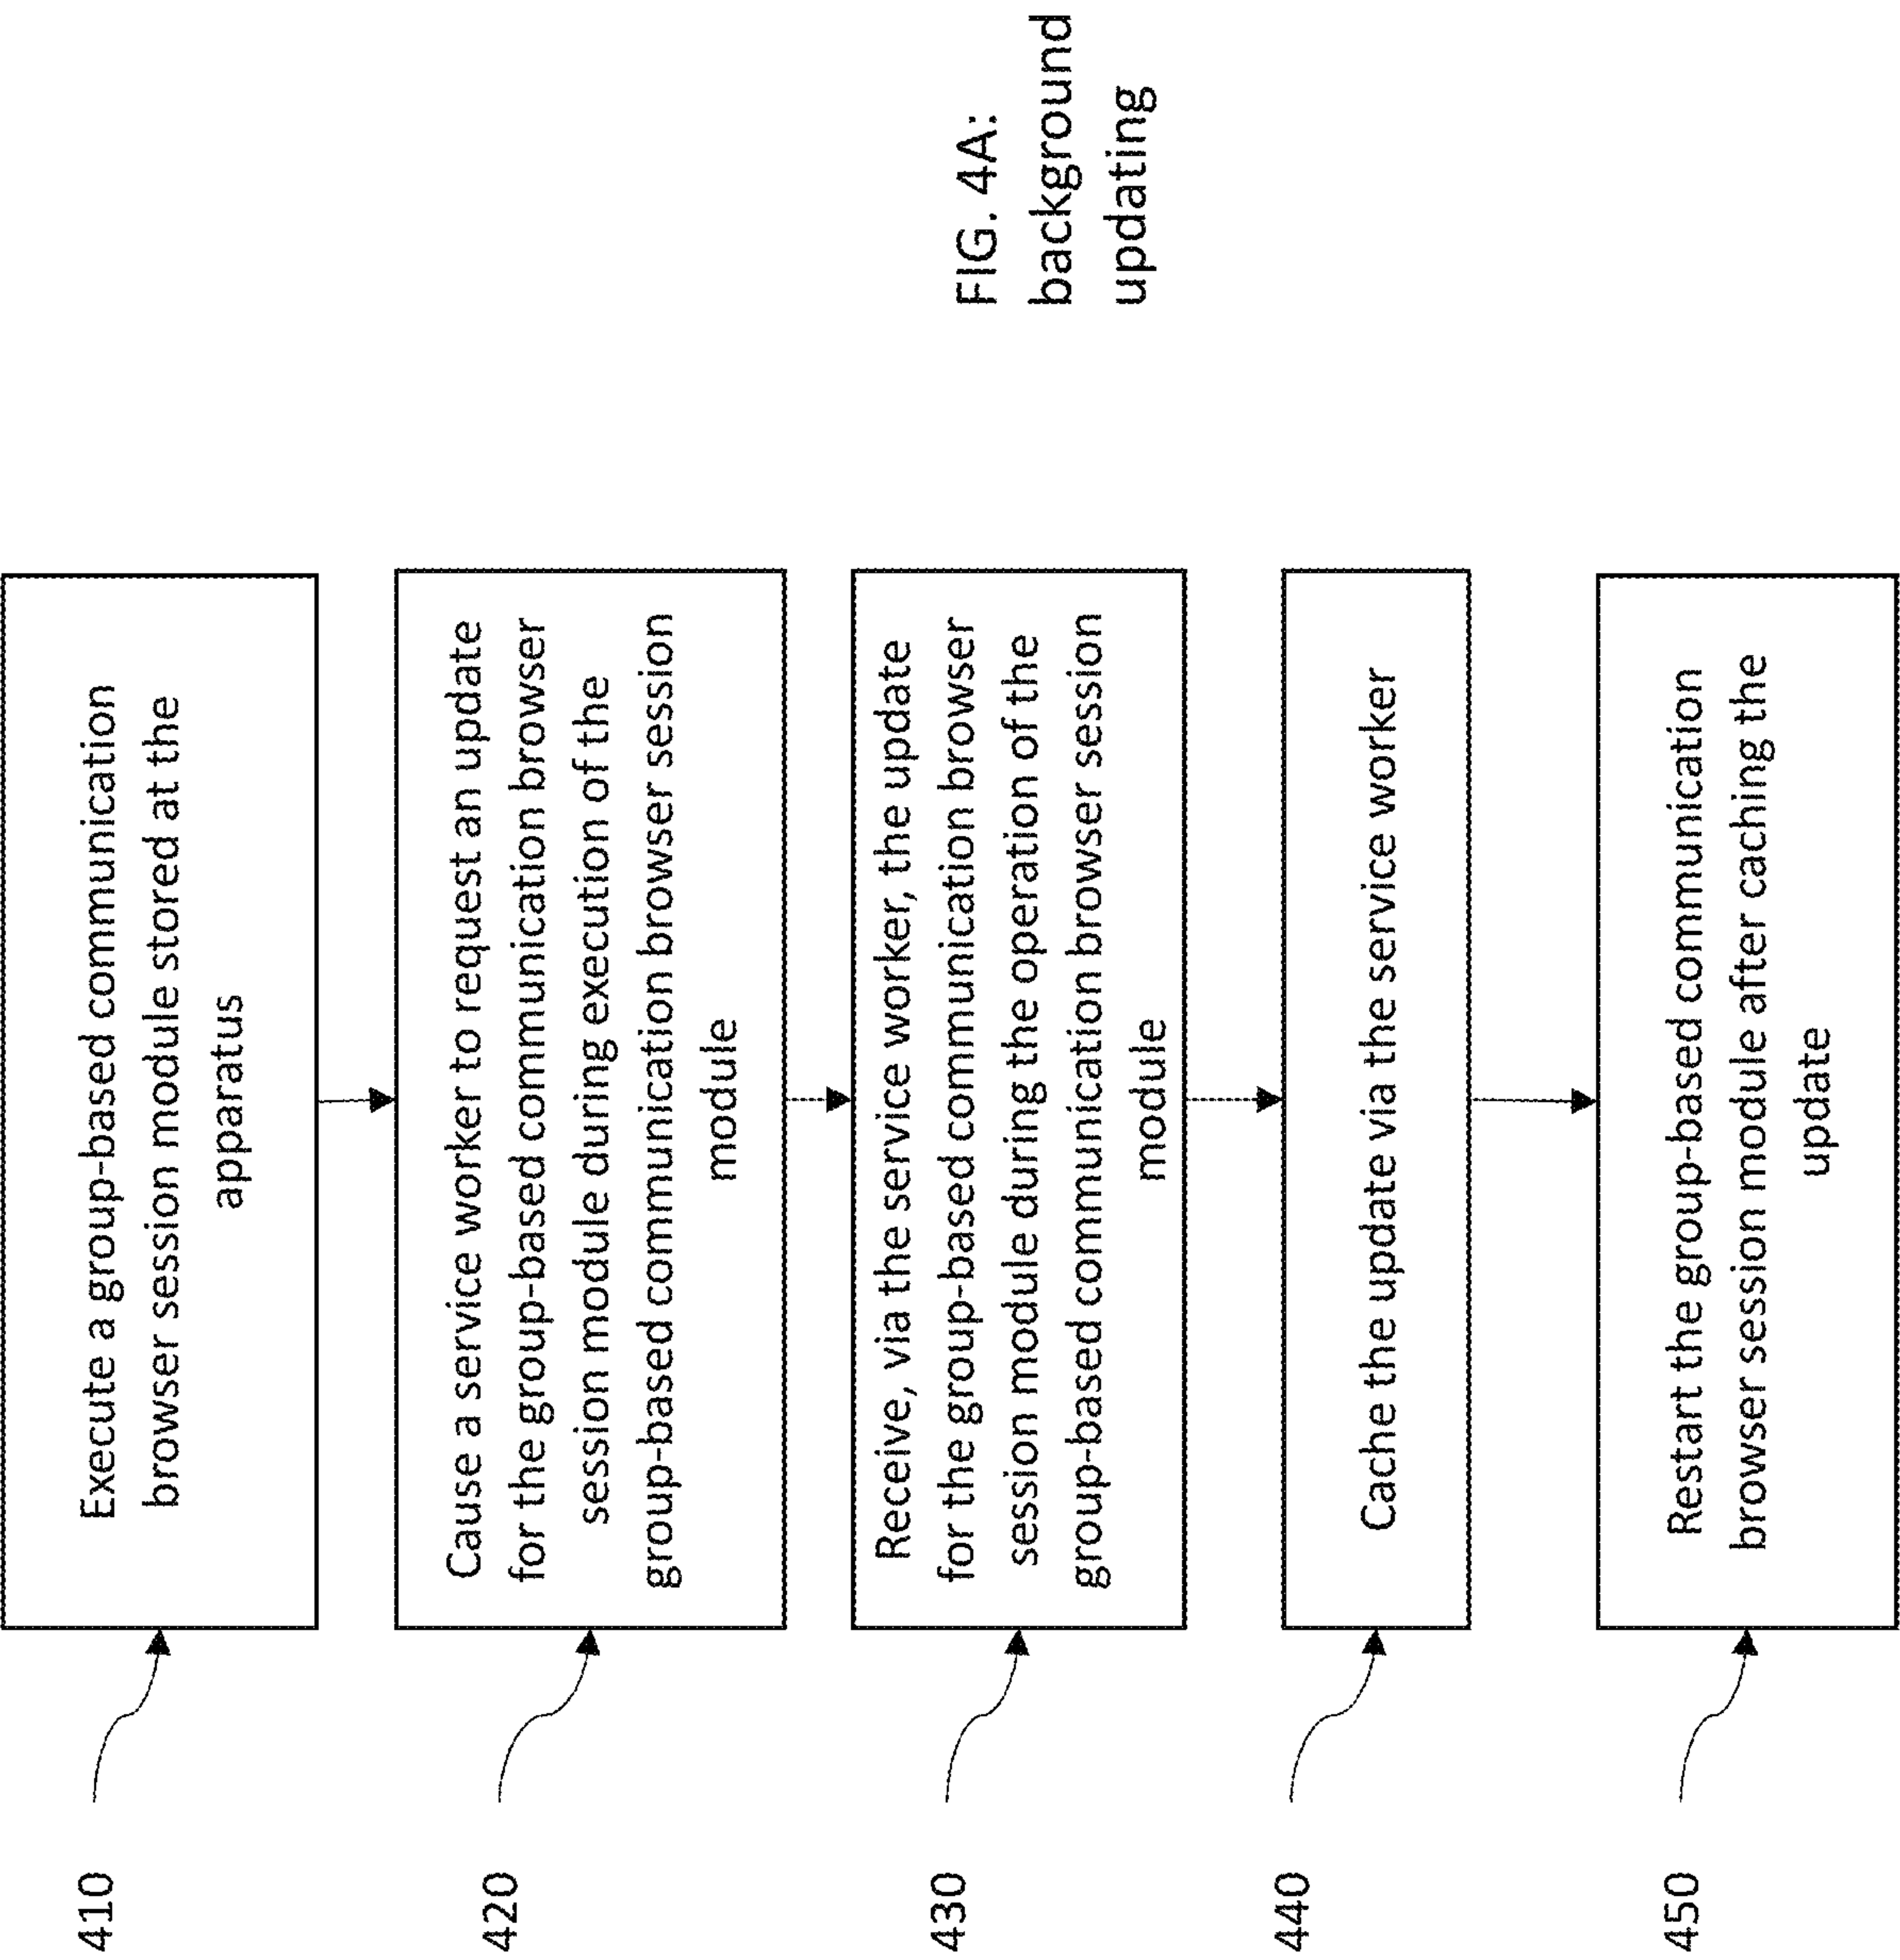 410
Execute a group-based communication
browser session module stored at the
apparatus
420
Cause a service worker to request an update
for the group-based communication browser
session module during execution of the
group-based communication browser session
module
430
Receive, via the service worker, the update
for the group-based communication browser
session module during the operation of the
group-based communication browser session
module
440
Cache the update via the service worker
450
Restart the group-based communication
browser session module after caching the
update
FIG. 4A:
background
updating